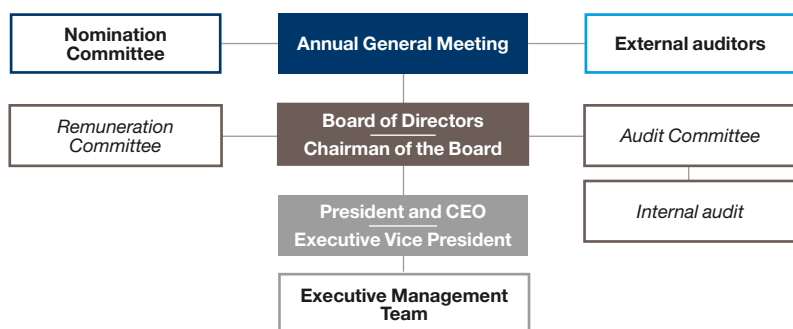 Nomination
Committee
Annual General Meeting
External auditors
Remuneration
Committee
Board of Directors
Chairman of the Board
Audit Committee
President and CEO
Executive Vice President
Internal audit
Executive Management
Team